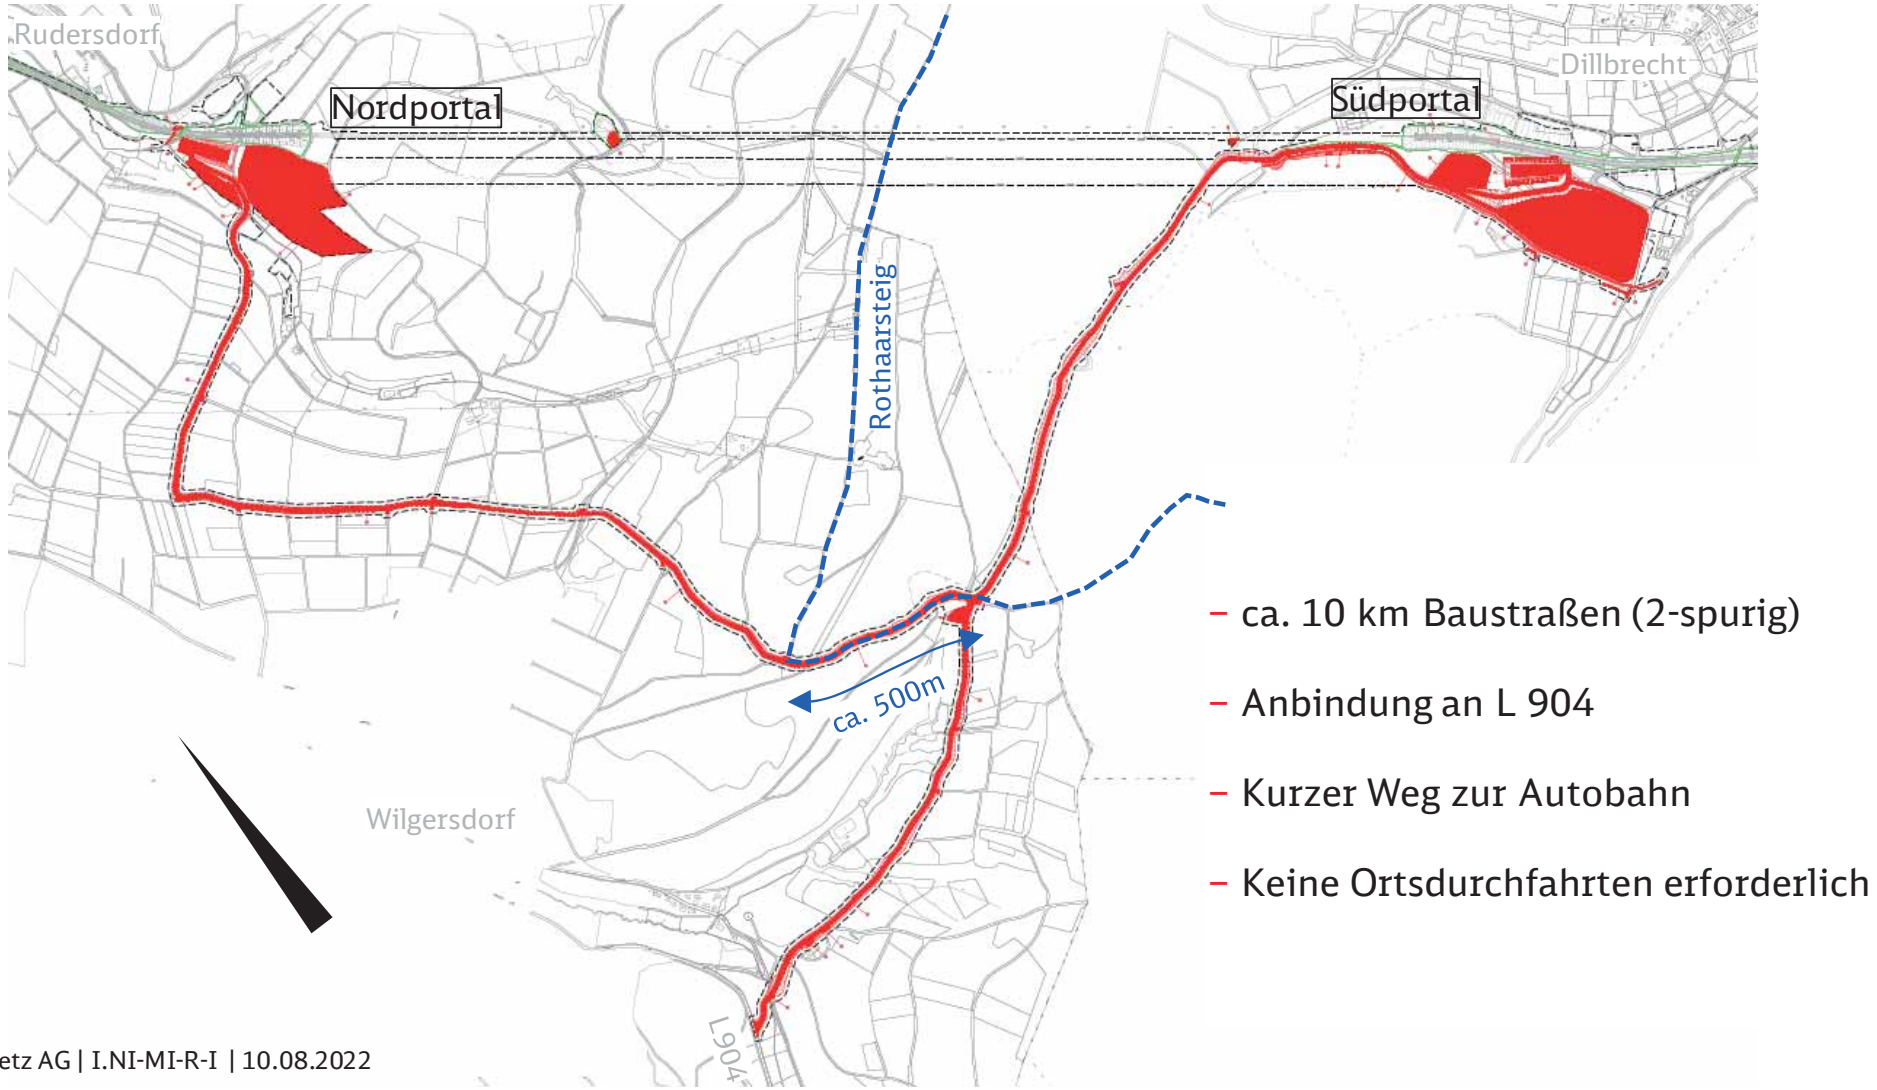 Rudersdorf
Dillbrecht
Nordportal
Südportal
Rothaarsteig
– ca. 10 km Baustraßen (2-spurig)
– Anbindung an L 904
ca. 500m
– Kurzer Weg zur Autobahn
Wilgersdorf
– Keine Ortsdurchfahrten erforderlich
L904
etz AG | I.NI-MI-R-I | 10.08.2022